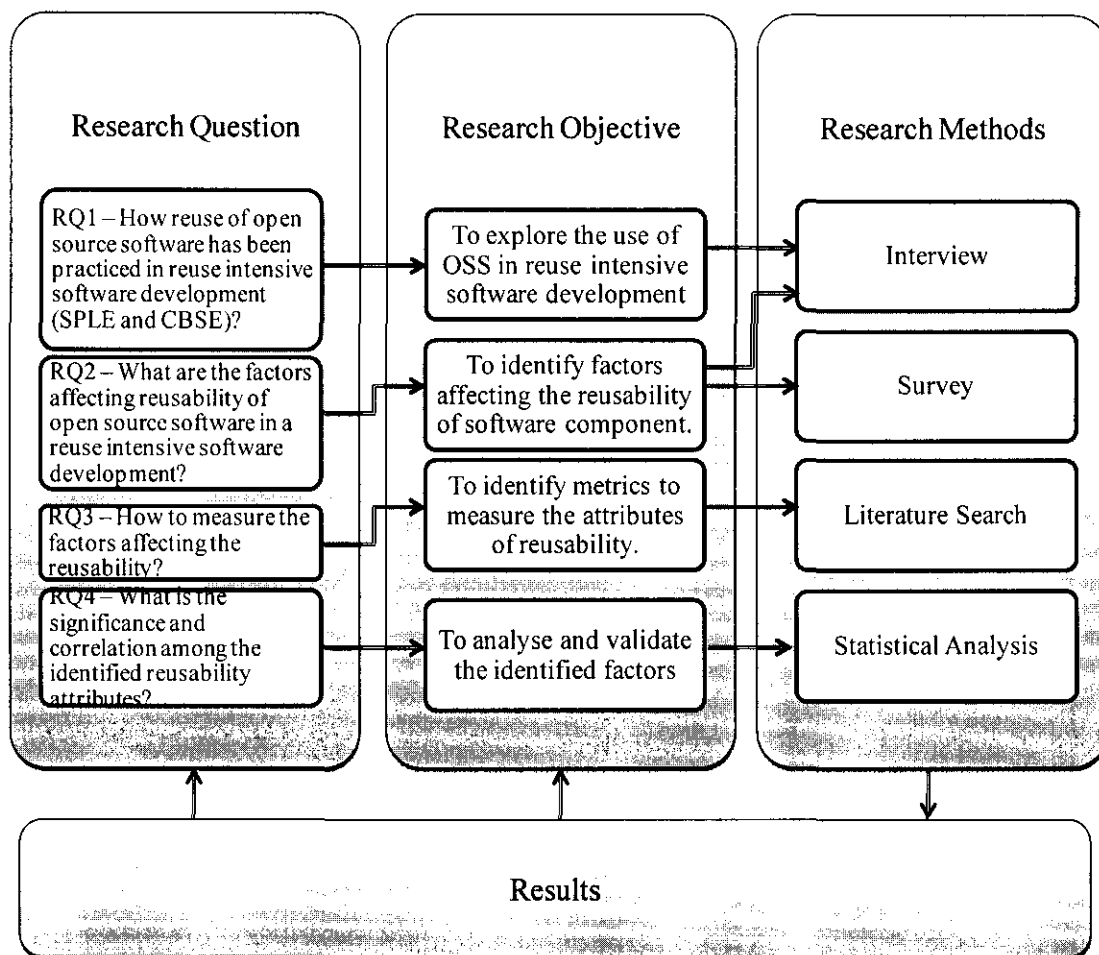 Research Question
RQ1 – How reuse of open
source software has been
practiced in reuse intensive
software development
(SPLE and CBSE)?
RQ2 – What are the factors
affecting reusability of
open source software in a
reuse intensive software
development?
RQ3 – How to measure the
factors affecting the
reusability?
RQ4 – What is the
significance and
correlation among the
identified reusability
attributes?
Research Objective
To explore the use of
OSS in reuse intensive
software development
To identify factors
affecting the reusability
of software component.
To identify metrics to
measure the attributes
of reusability.
To analyse and validate
the identified factors
Research Methods
Interview
Survey
Literature Search
Statistical Analysis
Results